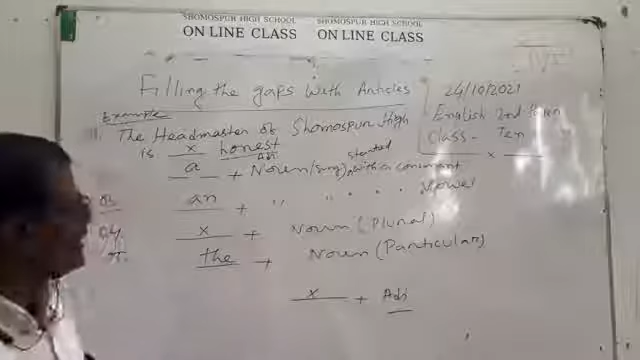 SHOMOSPUR HIGH SCHOOL SHOMOSPUR HIGH SCHOOL
ON LINE CLASS ON LINE CLASS
Filling the gaps with Articles
24/10/2021
English 2nd
Class - Ten
Example
The Headmaster of Shomospur High
is x honest
Adj
a + Noun (sing) started with a consonant
an + " " " " " Vowel
x + Noun (Plural)
the + Noun (Particular)
x + Adj